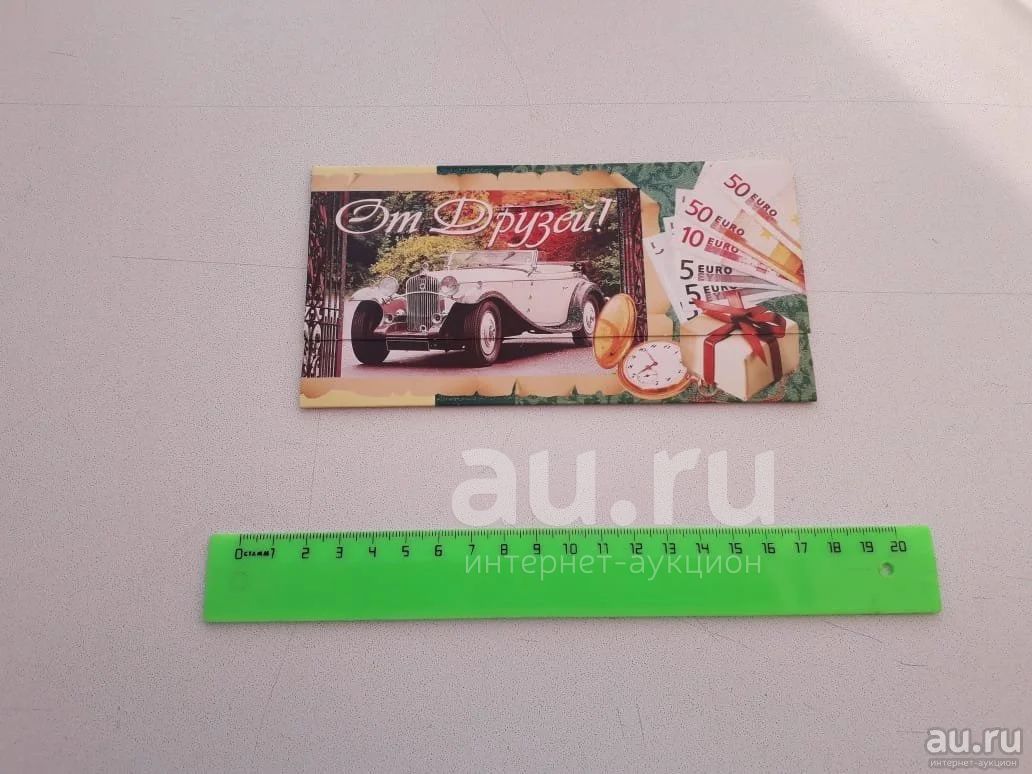 От Друзей!
50 EURO
50 EURO
10 EURO
5 EURO
5 EURO
au.ru
0 СТАММ 1 2 3 4 5 6 7 8 9 10 11 12 13 14 15 16 17 18 19 20
интернет-аукцион
au.ru
интернет-аукцион